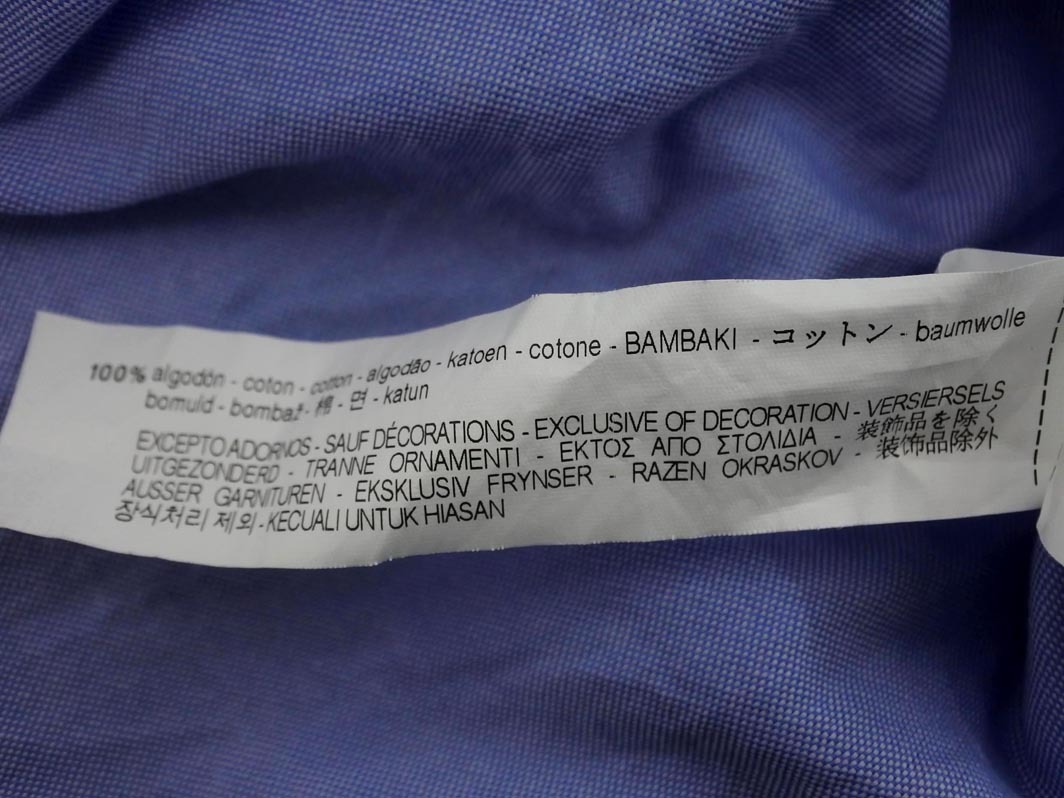 100% algodón - coton - cotton - algodão - katoen - cotone - BAMBAKI - コットン - baumwolle
bomuld - bombaž - 棉 - 면 - katun
EXCEPTO ADORNOS - SAUF DÉCORATIONS - EXCLUSIVE OF DECORATION - VERSIERSELS
UITGEZONDERD - TRANNE ORNAMENTI - ΕΚΤΟΣ ΑΠΟ ΣΤΟΛΙΔΙΑ - 装飾品を除く
AUSSER GARNITUREN - EKSKLUSIV FRYNSER - RAZEN OKRASKOV - 装饰品除外
장식처리 제외 - KECUALI UNTUK HIASAN